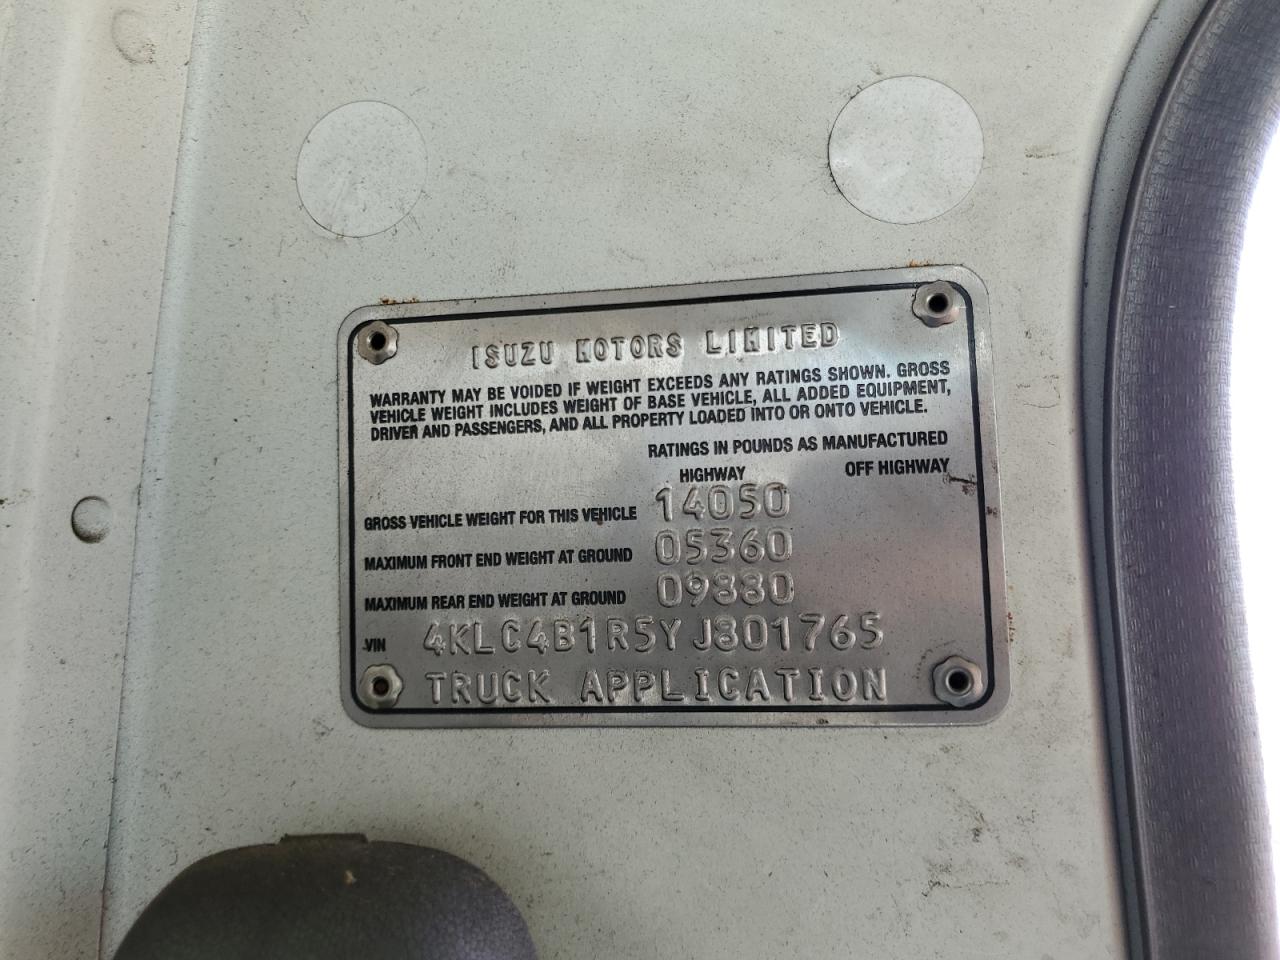 ISUZU MOTORS LIMITED
WARRANTY MAY BE VOIDED IF WEIGHT EXCEEDS ANY RATINGS SHOWN. GROSS
VEHICLE WEIGHT INCLUDES WEIGHT OF BASE VEHICLE, ALL ADDED EQUIPMENT,
DRIVER AND PASSENGERS, AND ALL PROPERTY LOADED INTO OR ONTO VEHICLE.
RATINGS IN POUNDS AS MANUFACTURED
HIGHWAY OFF HIGHWAY
GROSS VEHICLE WEIGHT FOR THIS VEHICLE 14050
MAXIMUM FRONT END WEIGHT AT GROUND 05360
MAXIMUM REAR END WEIGHT AT GROUND 09880
VIN 4KLC4B1R5YJ801765
TRUCK APPLICATION